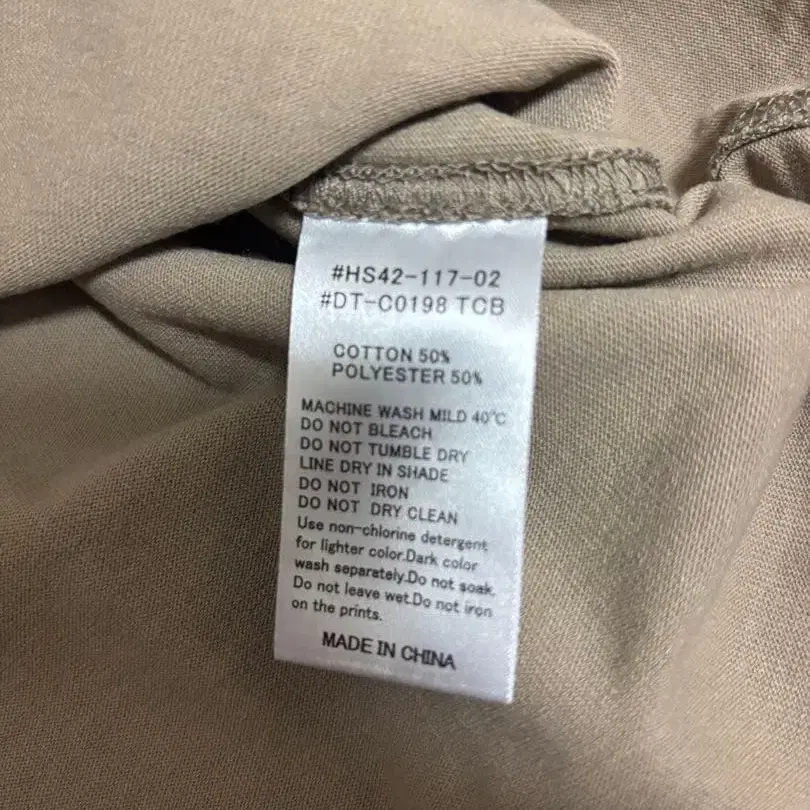 #HS42-117-02
#DT-C0198 TCB
COTTON 50%
POLYESTER 50%
MACHINE WASH MILD 40℃
DO NOT BLEACH
DO NOT TUMBLE DRY
LINE DRY IN SHADE
DO NOT IRON
DO NOT DRY CLEAN
Use non-chlorine detergent
for lighter color.Dark color
wash separately.Do not soak.
Do not leave wet.Do not iron
on the prints.
MADE IN CHINA